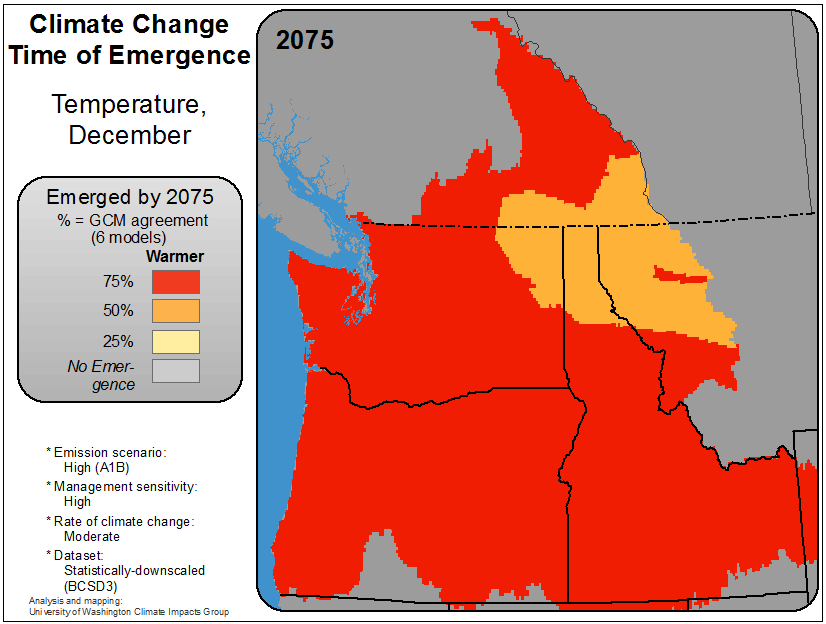 Climate Change
Time of Emergence
Temperature,
December
Emerged by 2075
% = GCM agreement
(6 models)
Warmer
75%
50%
25%
No Emer-
gence
* Emission scenario:
High (A1B)
* Management sensitivity:
High
* Rate of climate change:
Moderate
* Dataset:
Statistically-downscaled
(BCSD3)
Analysis and mapping:
University of Washington Climate Impacts Group
2075